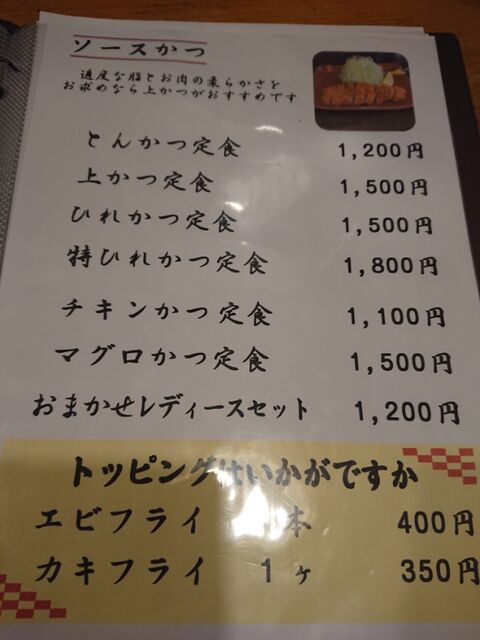 ソースかつ
適度な脂とお肉の柔らかさを
お求めなら上かつがおすすめです
とんかつ定食 1,200円
上かつ定食 1,500円
ひれかつ定食 1,500円
特ひれかつ定食 1,800円
チキンかつ定食 1,100円
マグロかつ定食 1,500円
おまかせレディースセット 1,200円
トッピングはいかがですか
エビフライ 本 400円
カキフライ 1ヶ 350円